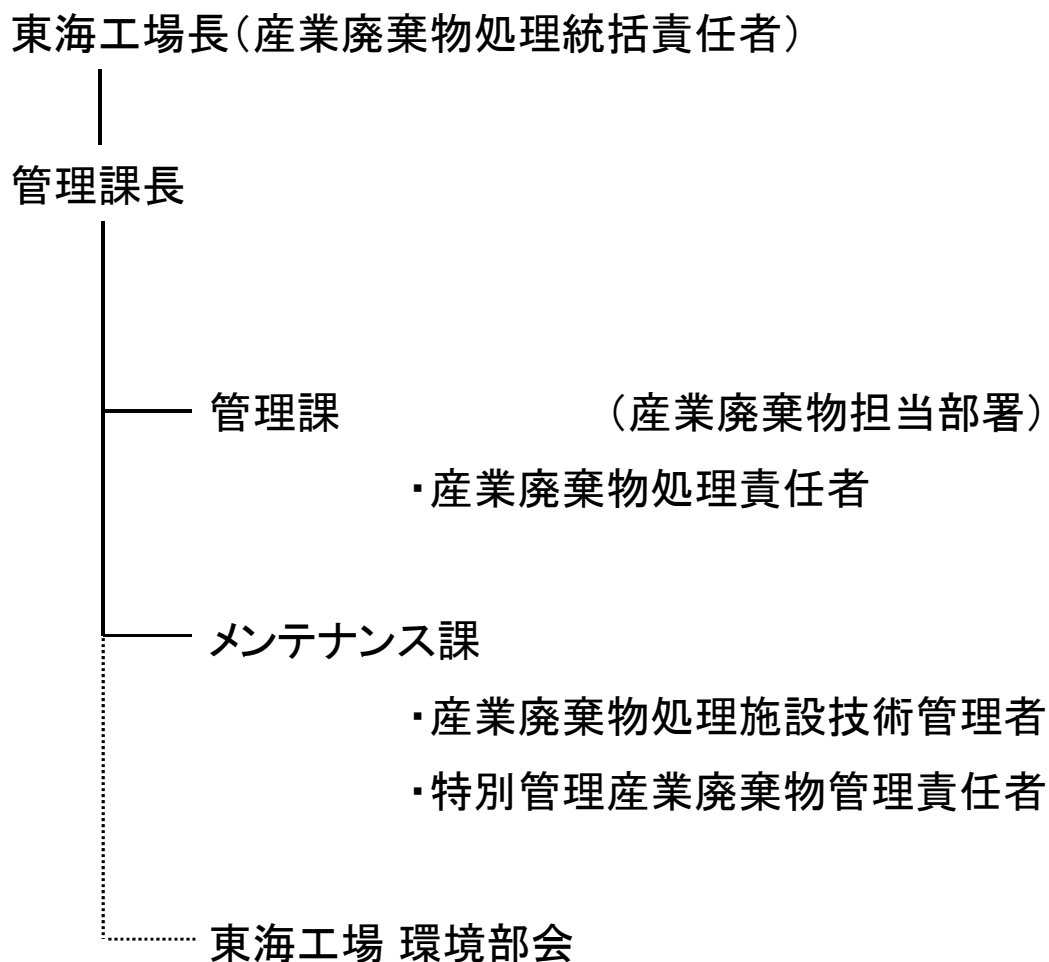 東海工場長（産業廃棄物処理統括責任者）
管理課長
管理課　（産業廃棄物担当部署）
・産業廃棄物処理責任者
メンテナンス課
・産業廃棄物処理施設技術管理者
・特別管理産業廃棄物管理責任者
東海工場 環境部会